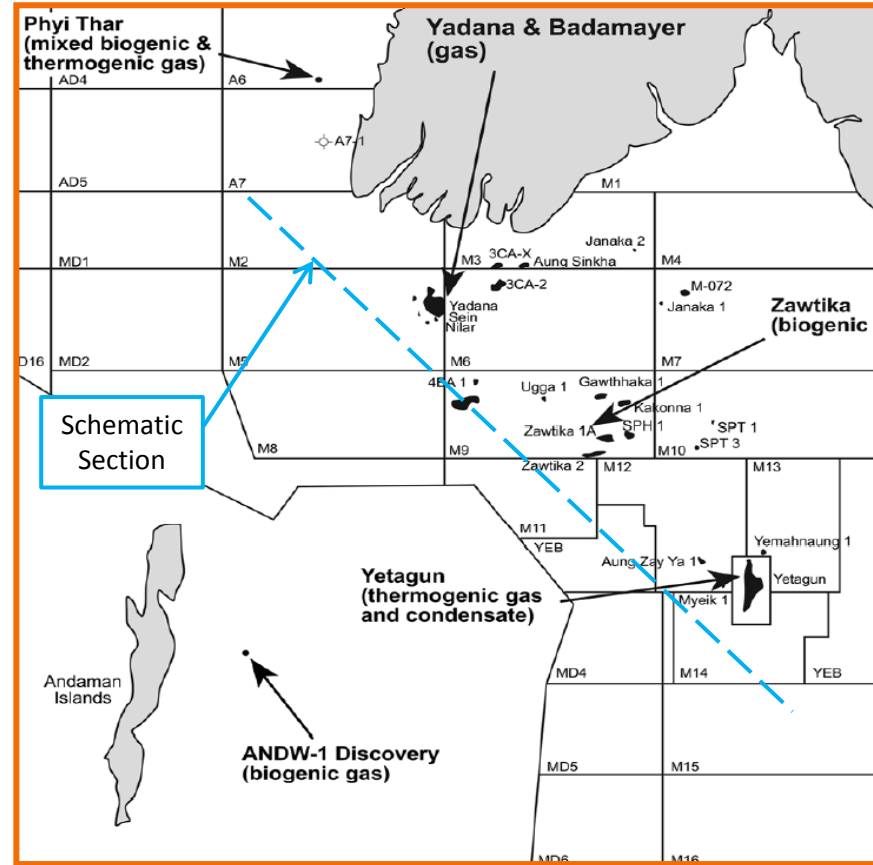 Phyi Thar
(mixed biogenic &
thermogenic gas)
Yadana & Badamayer
(gas)
AD4
A6
A7-1
AD5
A7
M1
Janaka 2
3CA-X
M3
Aung Sinkha
M4
MD1
M2
3CA-2
M-072
Janaka 1
Yadana
Sein
Nilar
Zawtika
(biogenic
D16
MD2
M5
M6
M7
4EA 1
Ugga 1
Gawthhaka 1
Kakonna 1
Schematic
Section
Zawtika 1A
SPH 1
SPT 1
SPT 3
M8
M9
M10
Zawtika 2
M12
M13
M11
YEB
Yemahnaung 1
Aung Zay Ya 1
Yetagun
Yetagun
(thermogenic gas
and condensate)
Myeik 1
Andaman
Islands
MD4
M14
YEB
ANDW-1 Discovery
(biogenic gas)
MD5
M15
MD6
M16